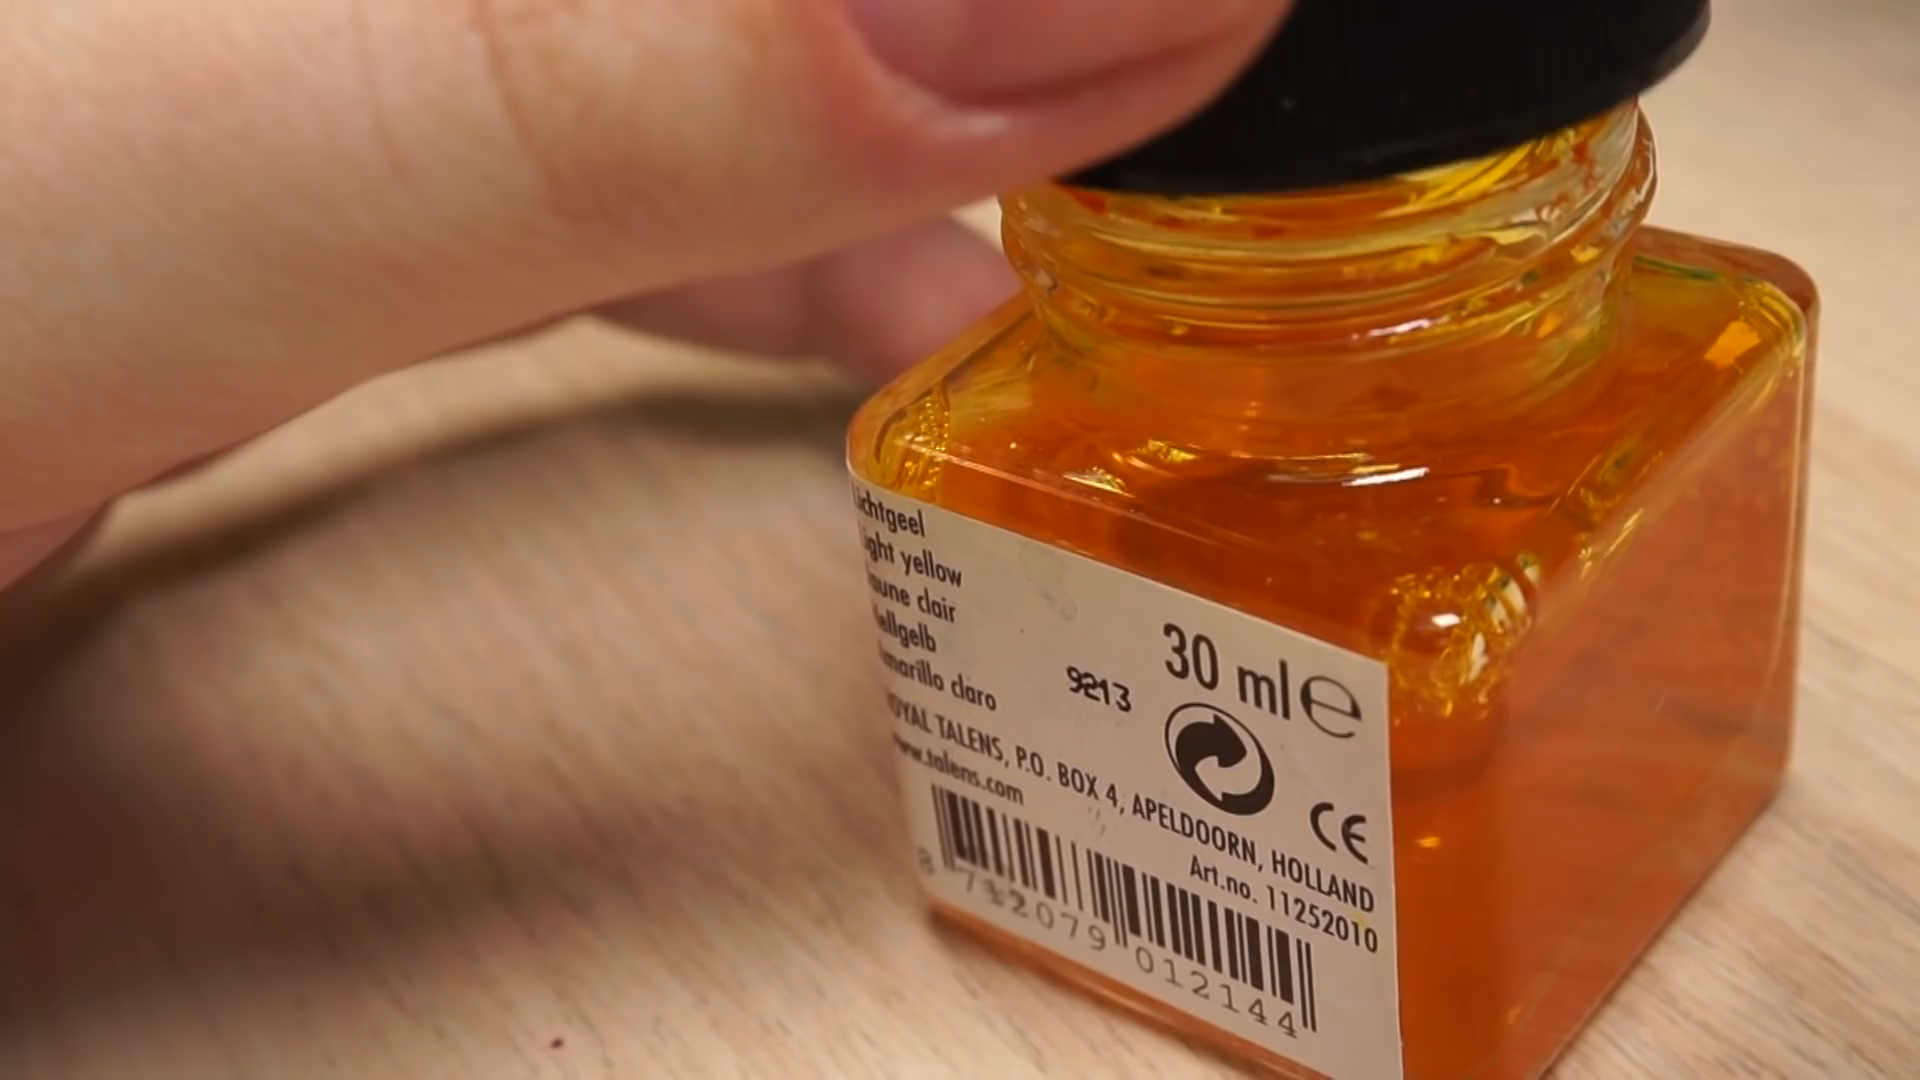 Lichtgeel
Light yellow
Jaune clair
Hellgelb
Amarillo claro
9213
30 ml e
ROYAL TALENS, P.O. BOX 4, APELDOORN, HOLLAND
www.talens.com
CE
Art.no. 11252010
8 712079 012144